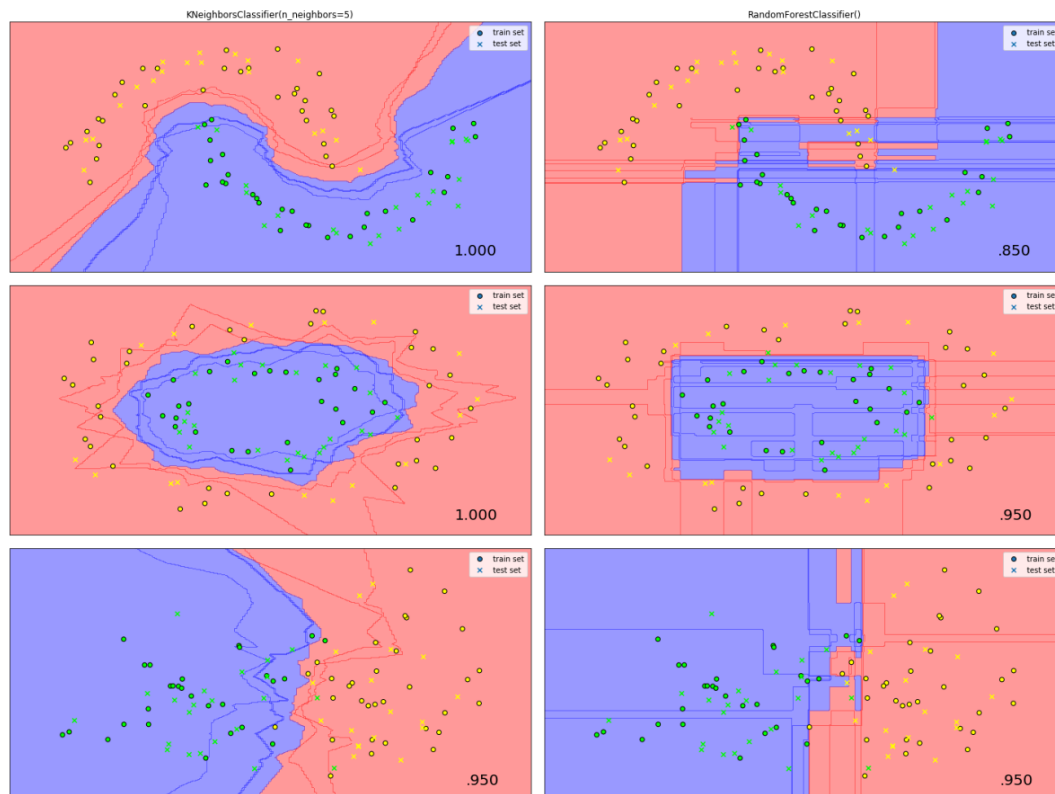 KNeighborsClassifier(n_neighbors=5)
RandomForestClassifier()
train set
test set
train set
test set
1.000
.850
train set
test set
train set
test set
1.000
.950
train set
test set
train set
test set
.950
.950